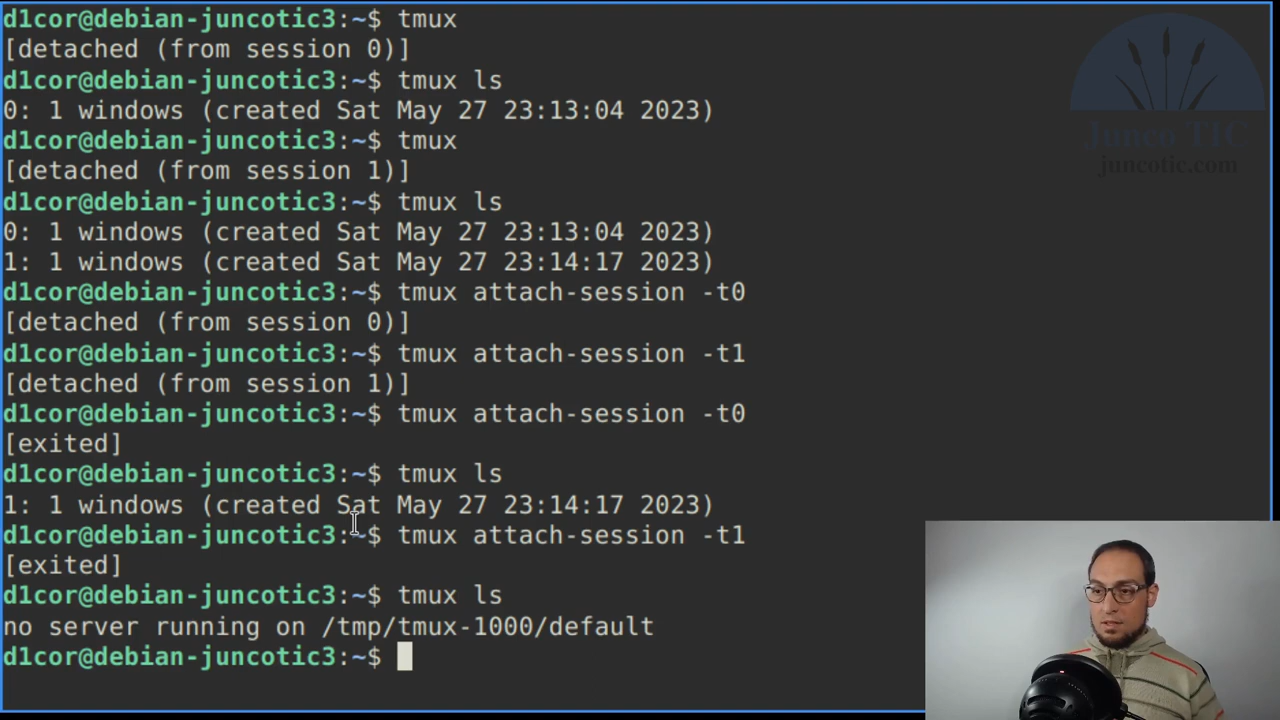 d1cor@debian-juncotic3:~$ tmux
[detached (from session 0)]
d1cor@debian-juncotic3:~$ tmux ls
0: 1 windows (created Sat May 27 23:13:04 2023)
d1cor@debian-juncotic3:~$ tmux
[detached (from session 1)]
d1cor@debian-juncotic3:~$ tmux ls
0: 1 windows (created Sat May 27 23:13:04 2023)
1: 1 windows (created Sat May 27 23:14:17 2023)
d1cor@debian-juncotic3:~$ tmux attach-session -t0
[detached (from session 0)]
d1cor@debian-juncotic3:~$ tmux attach-session -t1
[detached (from session 1)]
d1cor@debian-juncotic3:~$ tmux attach-session -t0
[exited]
d1cor@debian-juncotic3:~$ tmux ls
1: 1 windows (created Sat May 27 23:14:17 2023)
d1cor@debian-juncotic3:~$ tmux attach-session -t1
[exited]
d1cor@debian-juncotic3:~$ tmux ls
no server running on /tmp/tmux-1000/default
d1cor@debian-juncotic3:~$
Junco TIC
juncotic.com